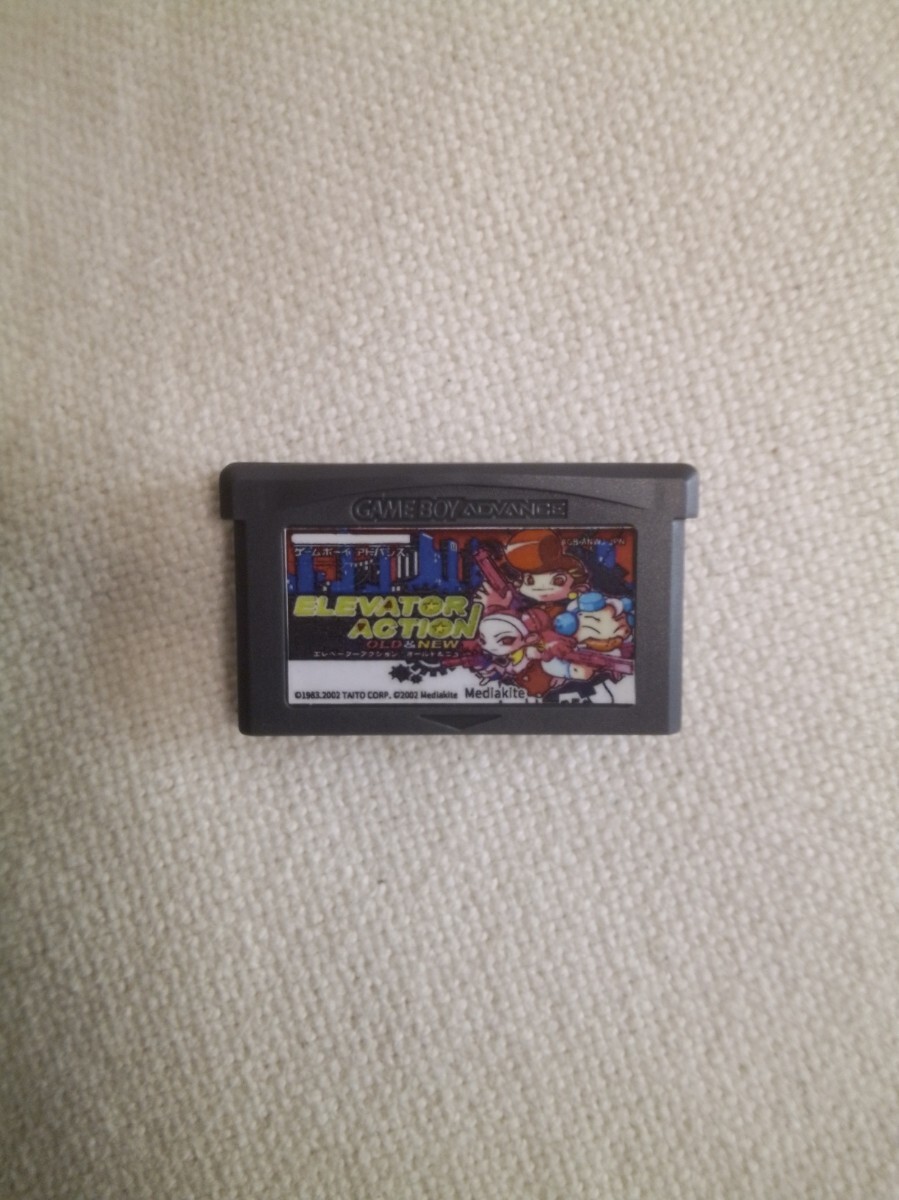 GAME BOY ADVANCE
ゲームボーイ アドバンス
ELEVATOR
ACTION
OLD & NEW
エレベーターアクション オールド&ニュー
©1983.2002 TAITO CORP. ©2002 Mediakite Mediakite